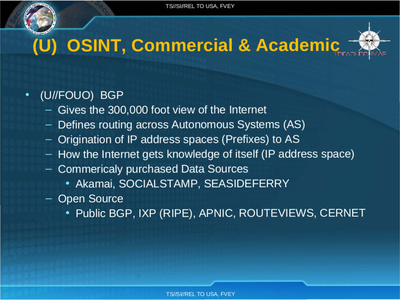 TS//SI//REL TO USA, FVEY
(U) OSINT, Commercial & Academic
• (U//FOUO) BGP
– Gives the 300,000 foot view of the Internet
– Defines routing across Autonomous Systems (AS)
– Origination of IP address spaces (Prefixes) to AS
– How the Internet gets knowledge of itself (IP address space)
– Commericaly purchased Data Sources
• Akamai, SOCIALSTAMP, SEASIDEFERRY
– Open Source
• Public BGP, IXP (RIPE), APNIC, ROUTEVIEWS, CERNET
TS//SI//REL TO USA, FVEY